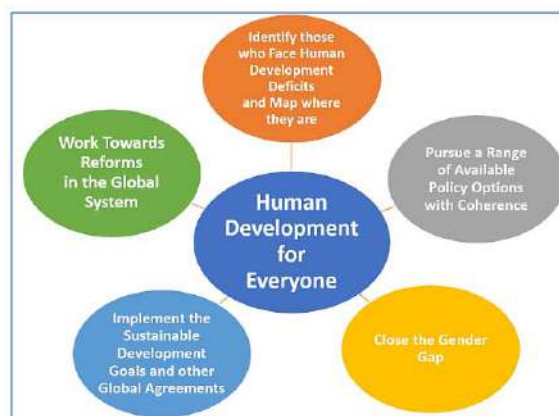 Identify those
who Face Human
Development
Deficits
and Map where
they are
Work Towards
Reforms
in the Global
System
Pursue a Range
of Available
Policy Options
with Coherence
Human
Development
for
Everyone
Implement the
Sustainable
Development
Goals and other
Global Agreements
Close the Gender
Gap